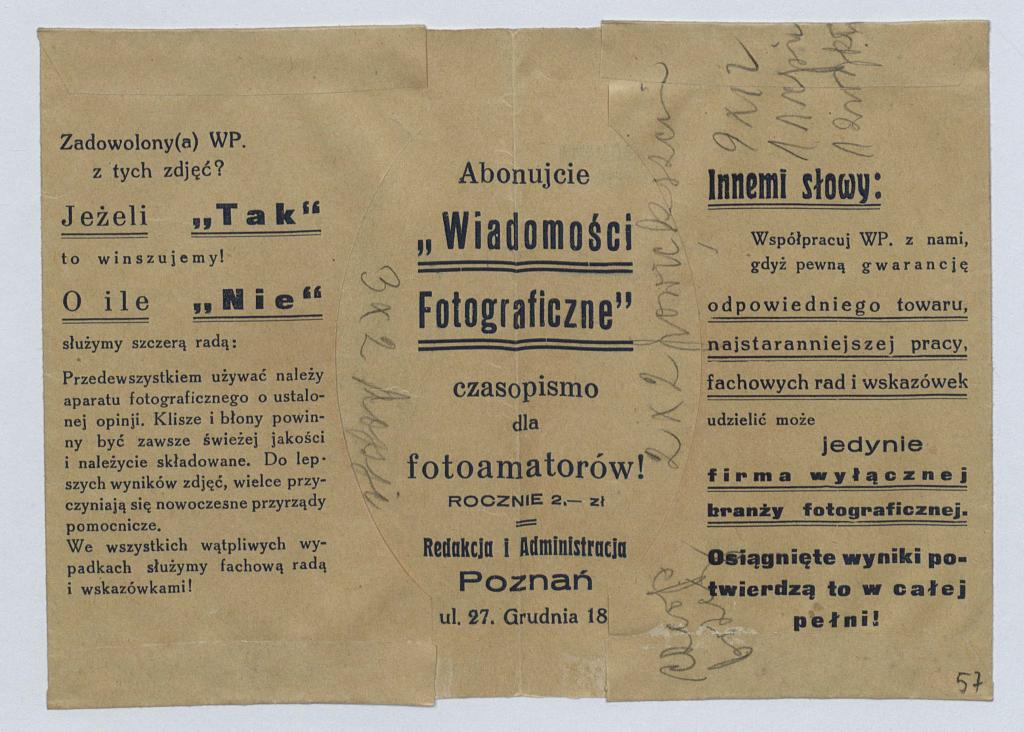 Zadowolony(a) WP.
z tych zdjęć?
Jeżeli „Tak“
to winszujemy!
O ile „Nie“
służymy szczerą radą:
Przedewszystkiem używać należy
aparatu fotograficznego o ustalo-
nej opinji. Klisze i błony powin-
ny być zawsze świeżej jakości
i należycie składowane. Do lep-
szych wyników zdjęć, wielce przy-
czyniają się nowoczesne przyrządy
pomocnicze.
We wszystkich wątpliwych wy-
padkach służymy fachową radą
i wskazówkami!
3 x 2
Abonujcie
„Wiadomości
Fotograficzne”
czasopismo
dla
fotoamatorów!
ROCZNIE 2.— zł
Redakcja i Administracja
Poznań
ul. 27. Grudnia 18
2 x 2
Innemi słowy:
Współpracuj WP. z nami,
gdyż pewną gwarancję
odpowiedniego towaru,
najstaranniejszej pracy,
fachowych rad i wskazówek
udzielić może
jedynie
firma wyłącznej
branży fotograficznej.
Osiągnięte wyniki po-
twierdzą to w całej
pełni!
57